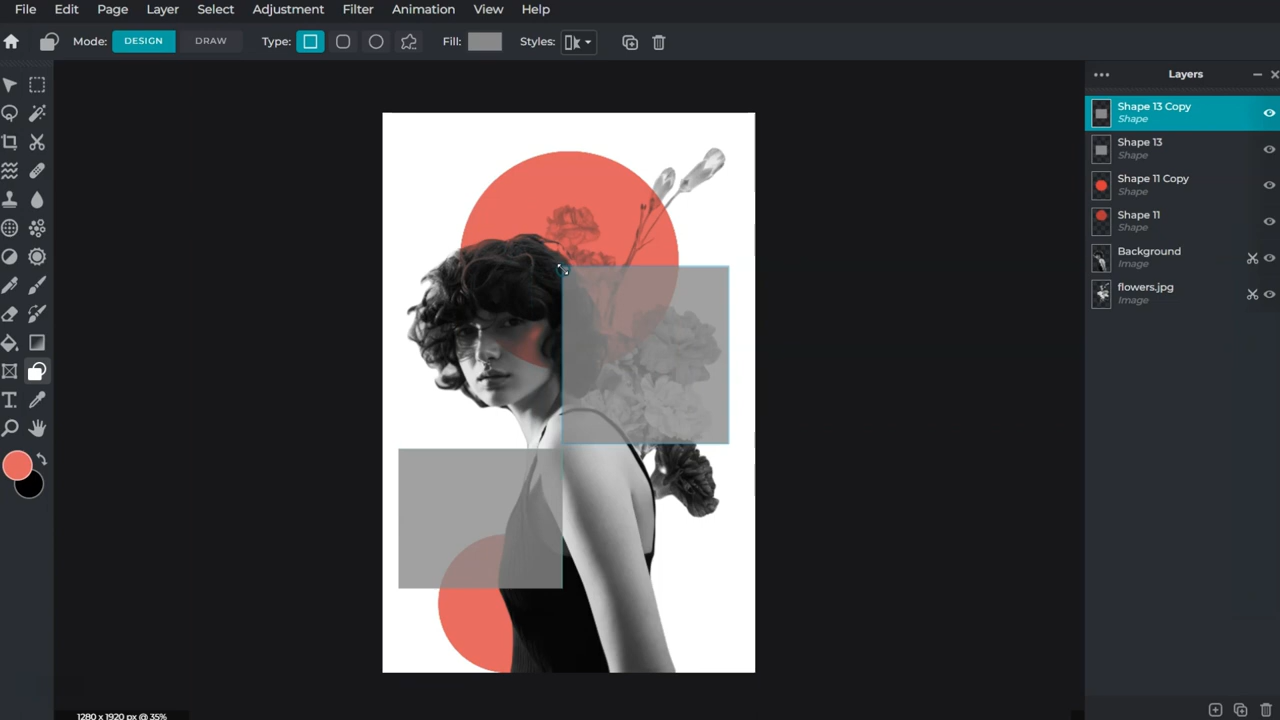 File Edit Page Layer Select Adjustment Filter Animation View Help
Mode: DESIGN DRAW Type: Fill: Styles:
Layers
Shape 13 Copy
Shape
Shape 13
Shape
Shape 11 Copy
Shape
Shape 11
Shape
Background
Image
flowers.jpg
Image
1280 x 1920 px @ 35%